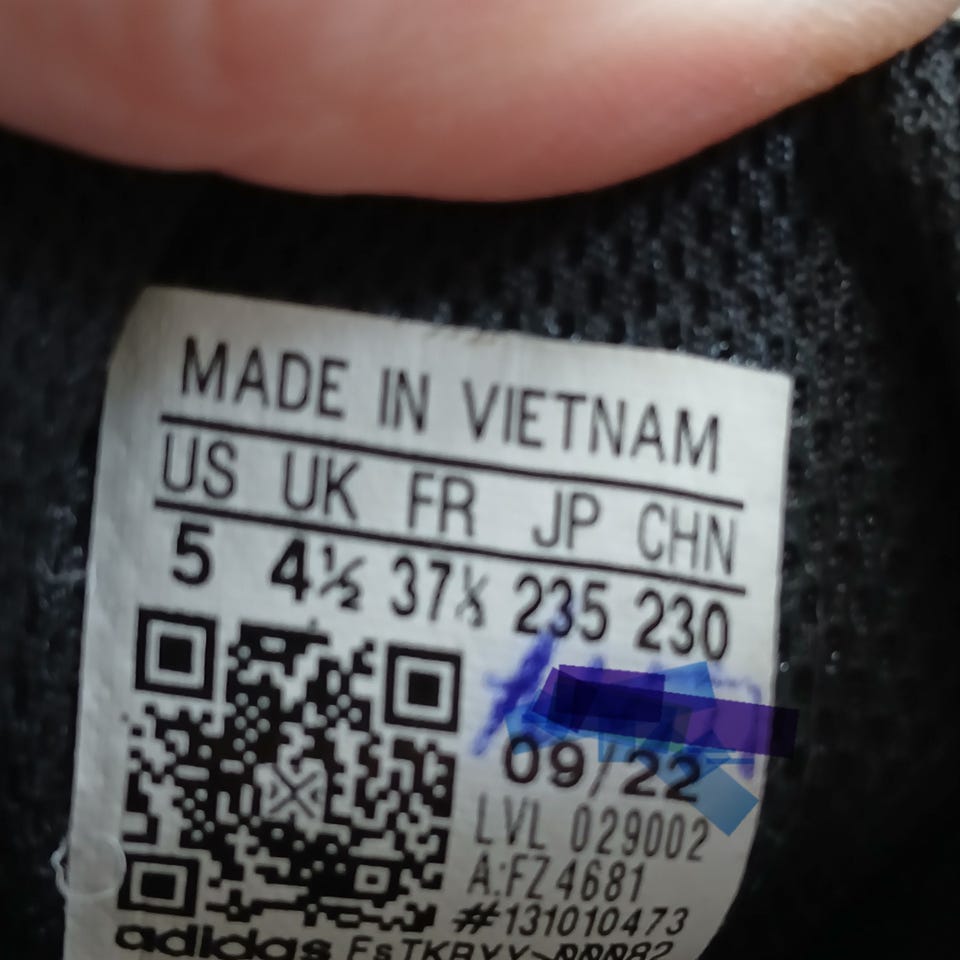 MADE IN VIETNAM
US UK FR JP CHN
5 4½ 37⅓ 235 230
09/22
LVL 029002
A:FZ4681
#131010473
adidas